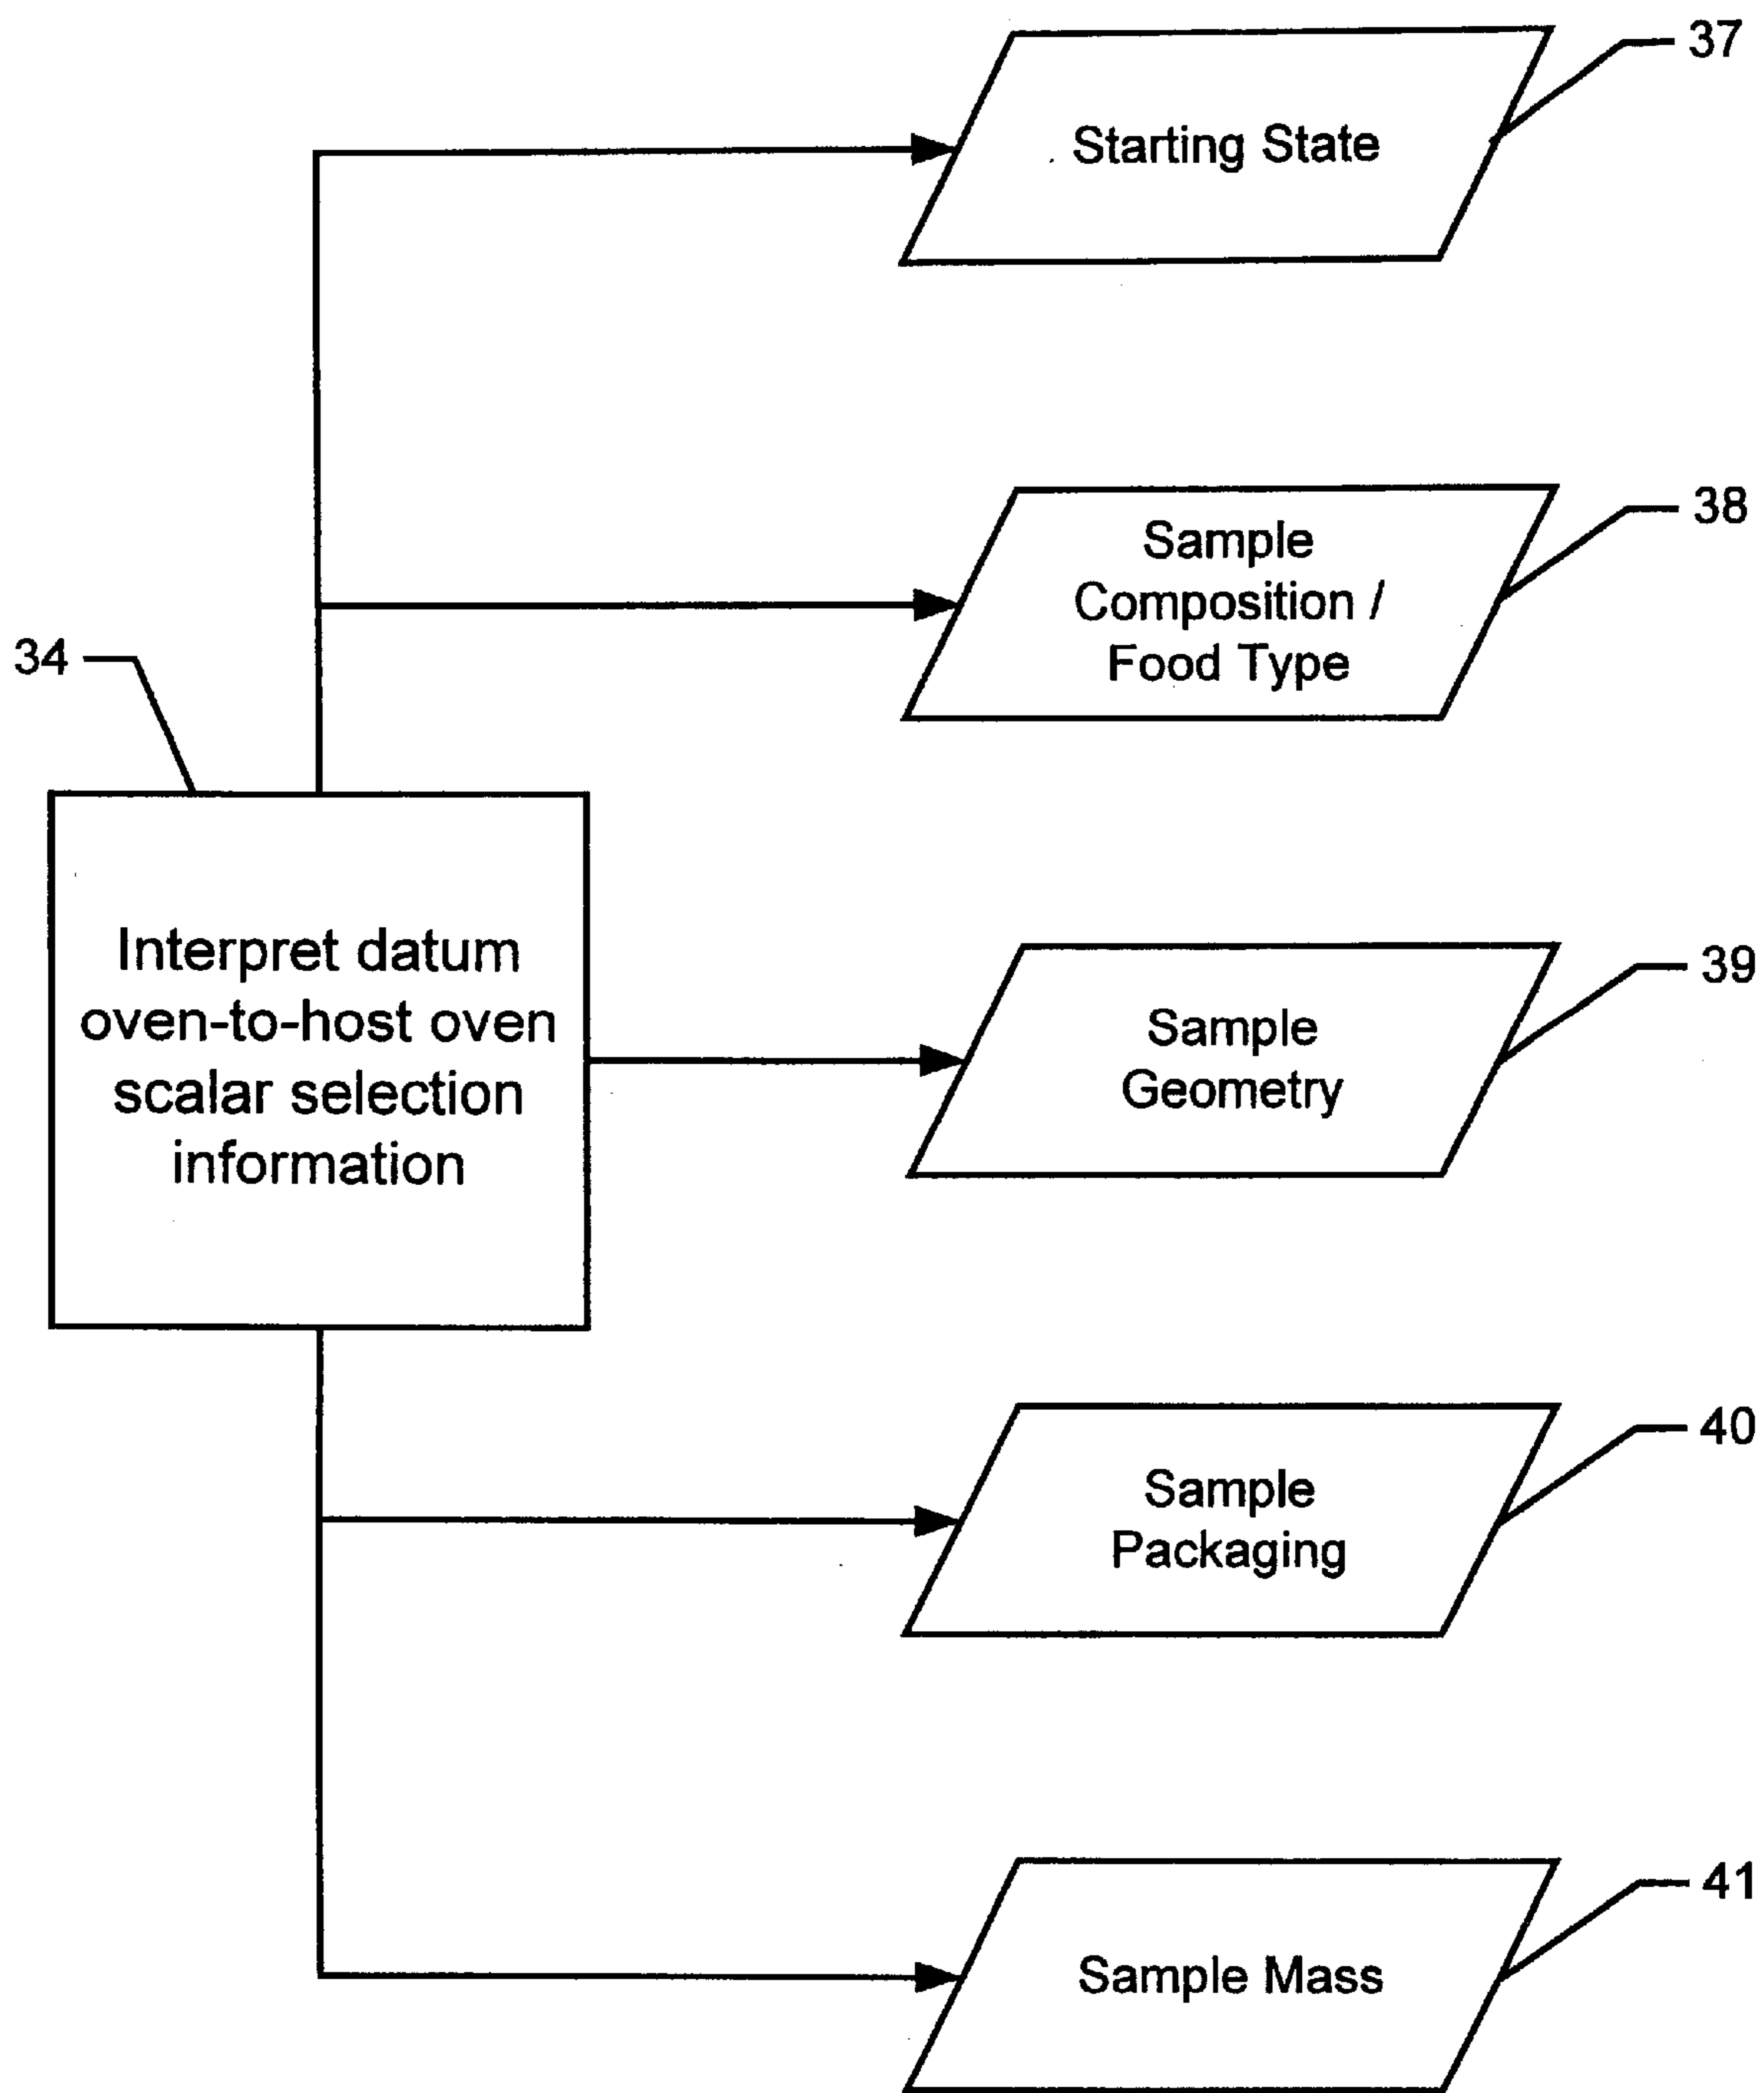 37
Starting State
38
Sample
Composition /
Food Type
34
Interpret datum
oven-to-host oven
scalar selection
information
39
Sample
Geometry
40
Sample
Packaging
41
Sample Mass